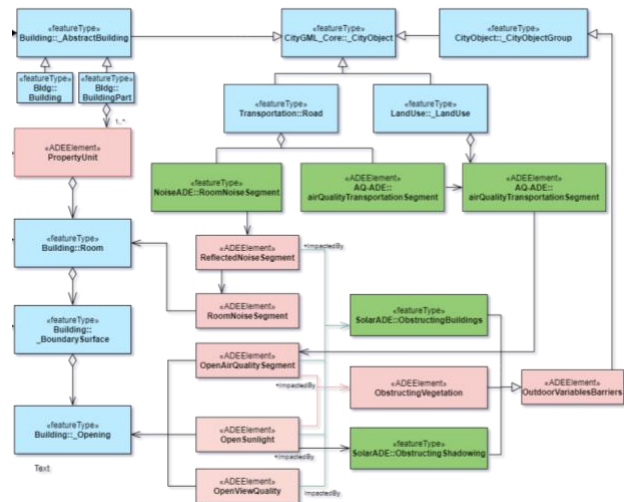 «featureType»
Building::_AbstractBuilding
«featureType»
CityGML_Core::_CityObject
«featureType»
CityObject::_CityObjectGroup
«featureType»
Bldg::
Building
«featureType»
Bldg::
BuildingPart
1..*
«featureType»
Transportation::Road
«featureType»
LandUse::_LandUse
«ADEElement»
PropertyUnit
«featureType»
NoiseADE::RoomNoiseSegment
«ADEElement»
AQ-ADE::
airQualityTransportationSegment
«ADEElement»
AQ-ADE::
airQualityTransportationSegment
«featureType»
Building::Room
«ADEElement»
ReflectedNoiseSegment
+impactedBy
«ADEElement»
RoomNoiseSegment
«featureType»
Building::
_BoundarySurface
«featureType»
SolarADE::ObstructingBuildings
«ADEElement»
OpenAirQualitySegment
+impactedBy
«ADEElement»
ObstructingVegetation
«ADEElement»
OutdoorVariablesBarriers
«featureType»
Building::_Opening
«ADEElement»
OpenSunlight
+impactedBy
«featureType»
SolarADE::ObstructingShadowing
Text
«ADEElement»
OpenViewQuality
impactedBy